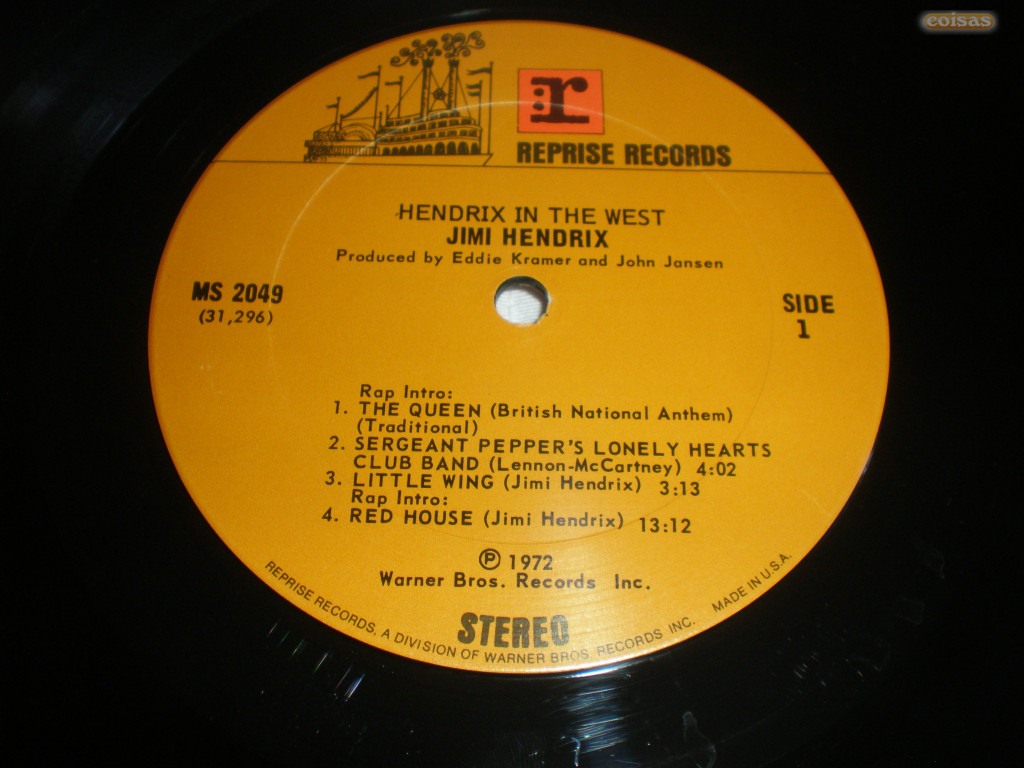 coisas
r
REPRISE RECORDS
HENDRIX IN THE WEST
JIMI HENDRIX
Produced by Eddie Kramer and John Jansen
MS 2049
(31,296)
SIDE
1
Rap Intro:
1. THE QUEEN (British National Anthem)
(Traditional)
2. SERGEANT PEPPER'S LONELY HEARTS
CLUB BAND (Lennon-McCartney) 4:02
3. LITTLE WING (Jimi Hendrix) 3:13
Rap Intro:
4. RED HOUSE (Jimi Hendrix) 13:12
℗ 1972
Warner Bros. Records Inc.
STEREO
REPRISE RECORDS, A DIVISION OF WARNER BROS. RECORDS INC. MADE IN U.S.A.